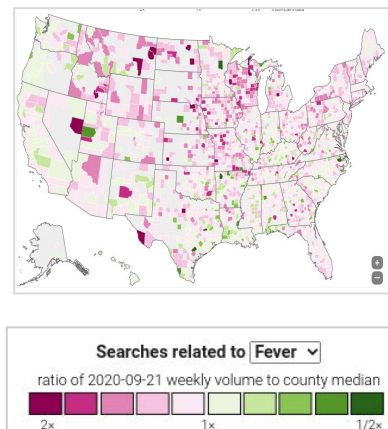 +
−
Searches related to Fever
ratio of 2020-09-21 weekly volume to county median
2×
1×
1/2×